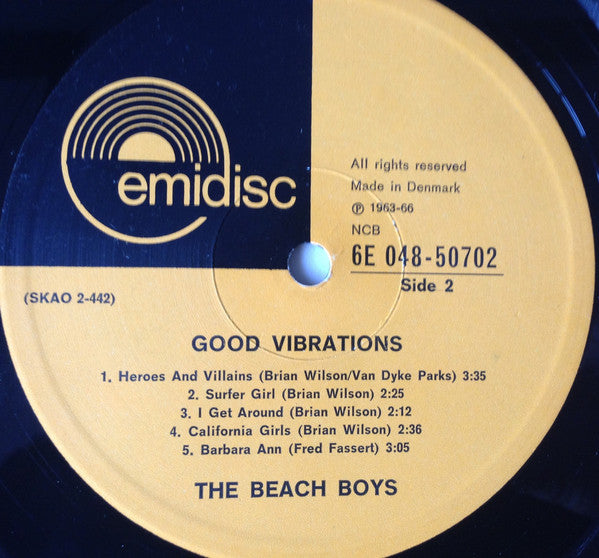 emidisc
All rights reserved
Made in Denmark
Ⓟ 1963-66
NCB
6E 048-50702
Side 2
(SKAO 2-442)
GOOD VIBRATIONS
1. Heroes And Villains (Brian Wilson/Van Dyke Parks) 3:35
2. Surfer Girl (Brian Wilson) 2:25
3. I Get Around (Brian Wilson) 2:12
4. California Girls (Brian Wilson) 2:36
5. Barbara Ann (Fred Fassert) 3:05
THE BEACH BOYS